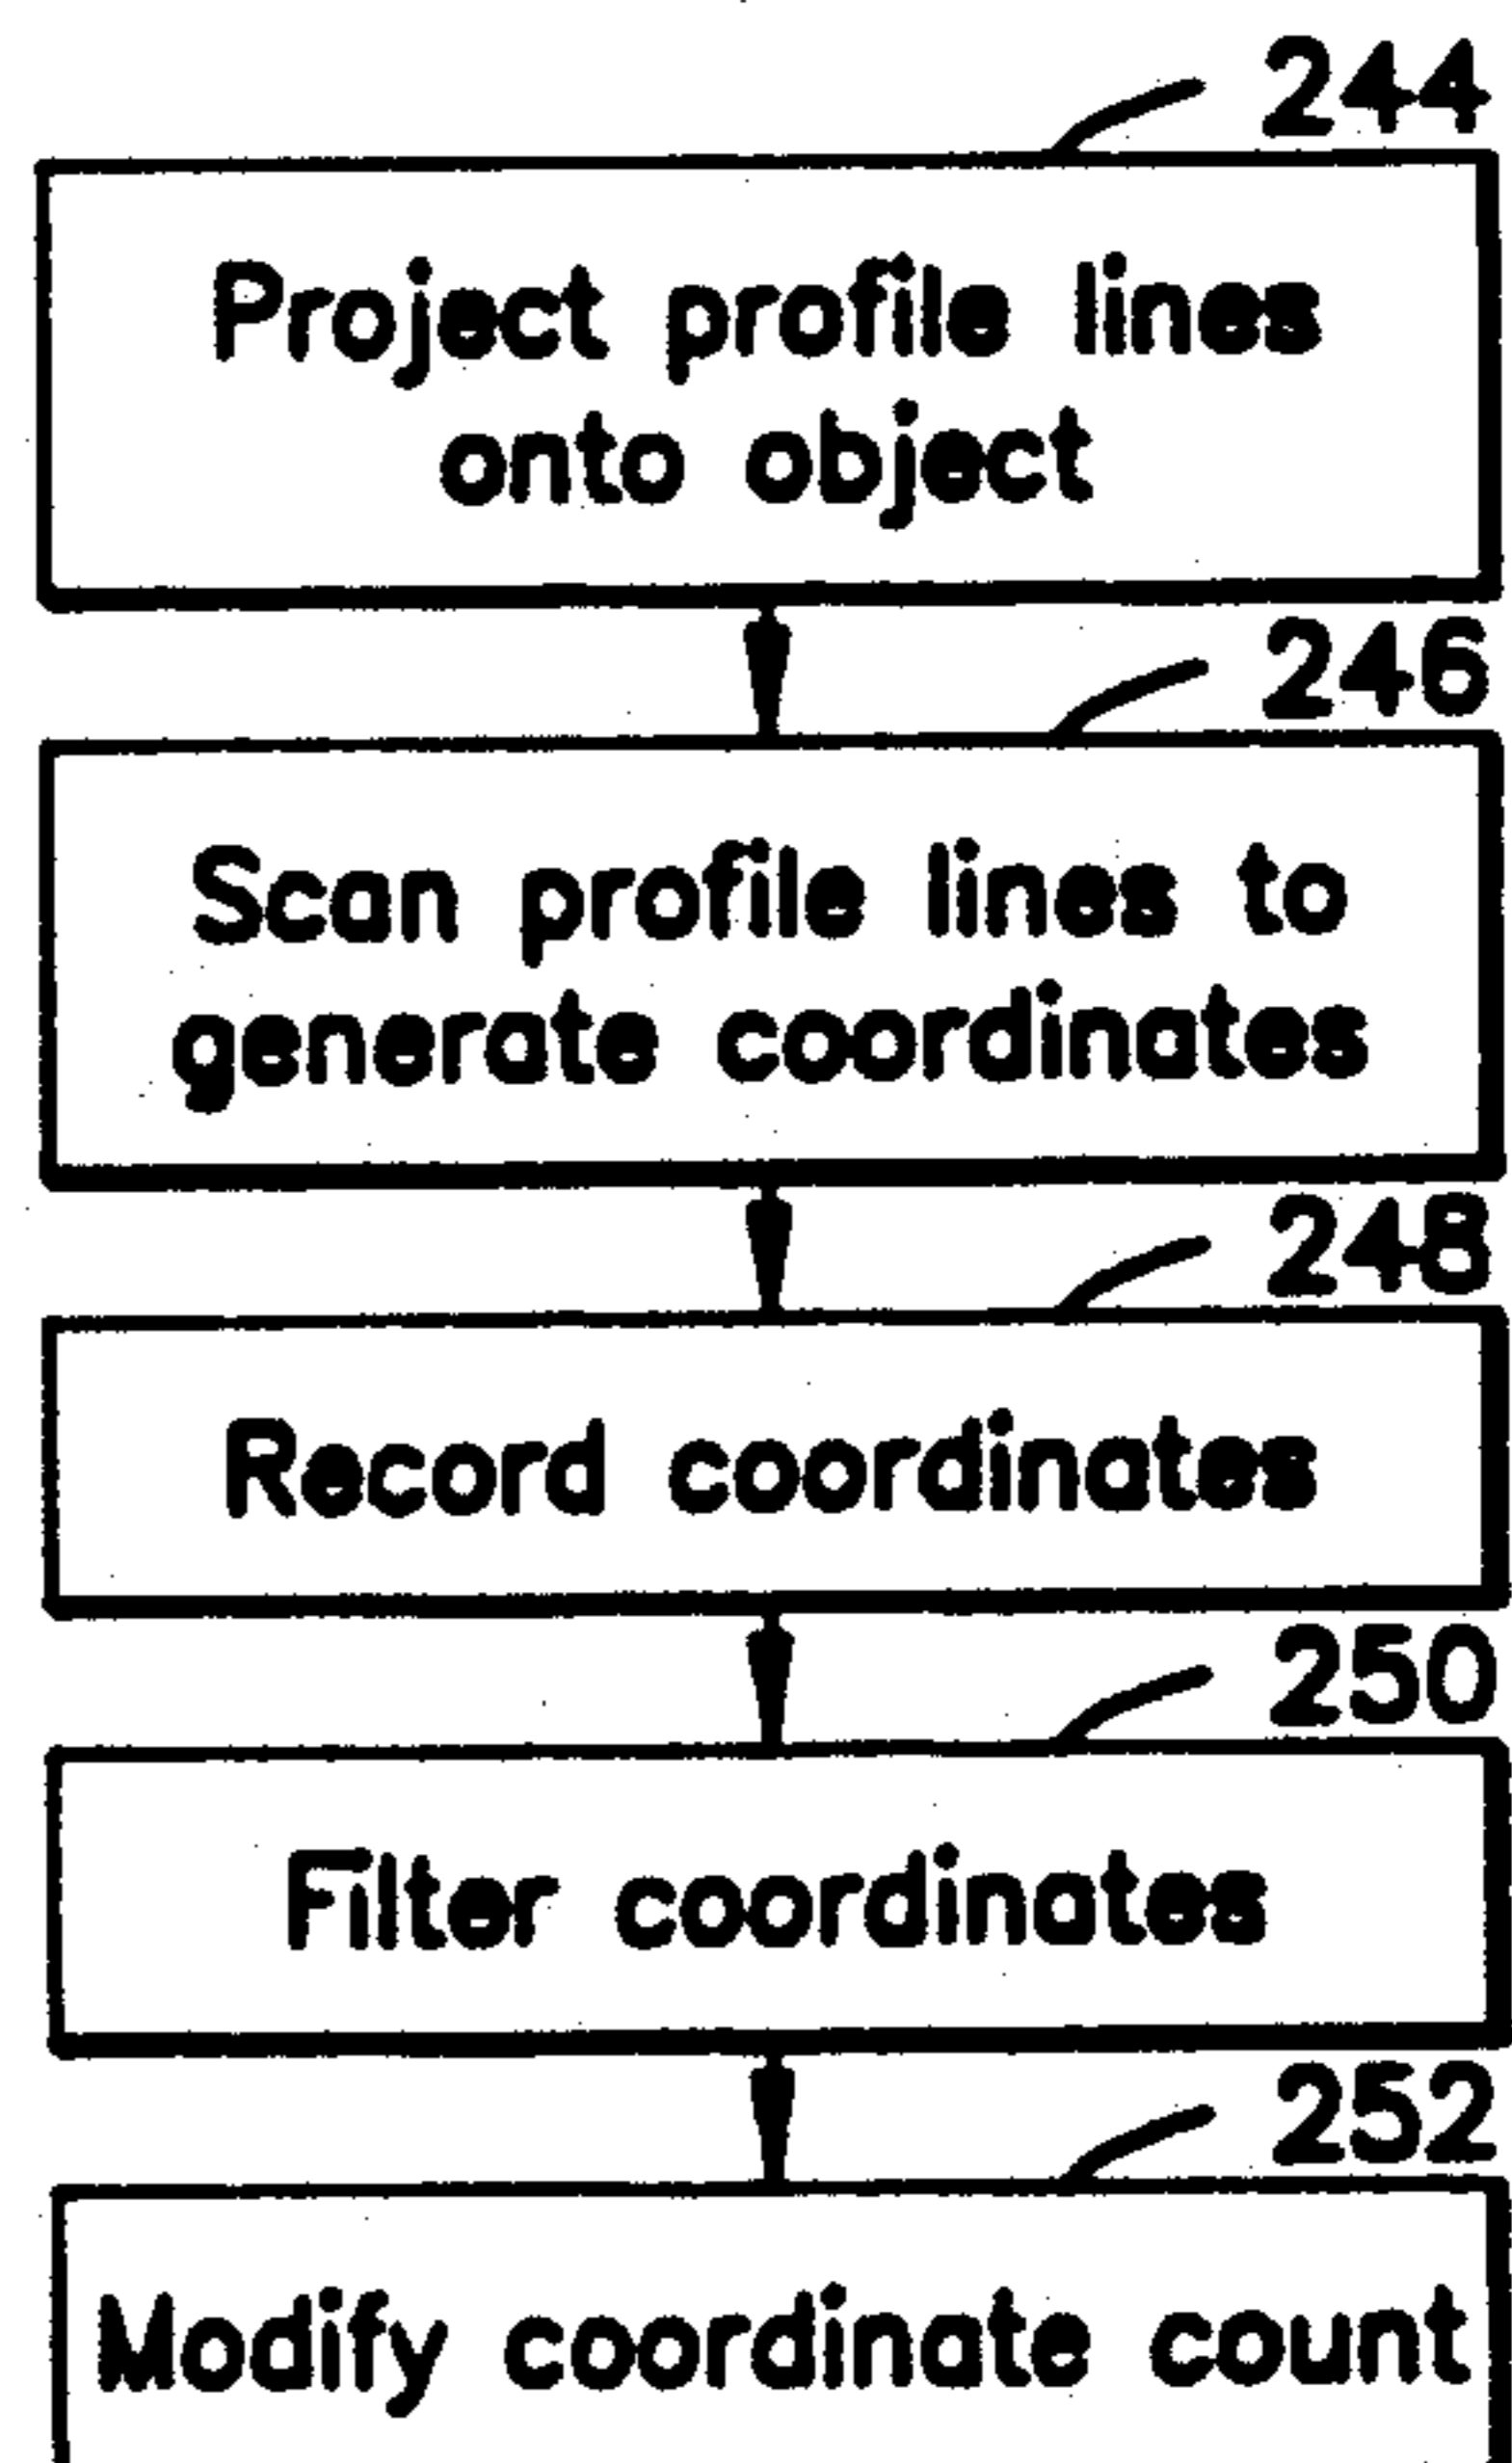 244
Project profile lines
onto object
246
Scan profile lines to
generate coordinates
248
Record coordinates
250
Filter coordinates
252
Modify coordinate count